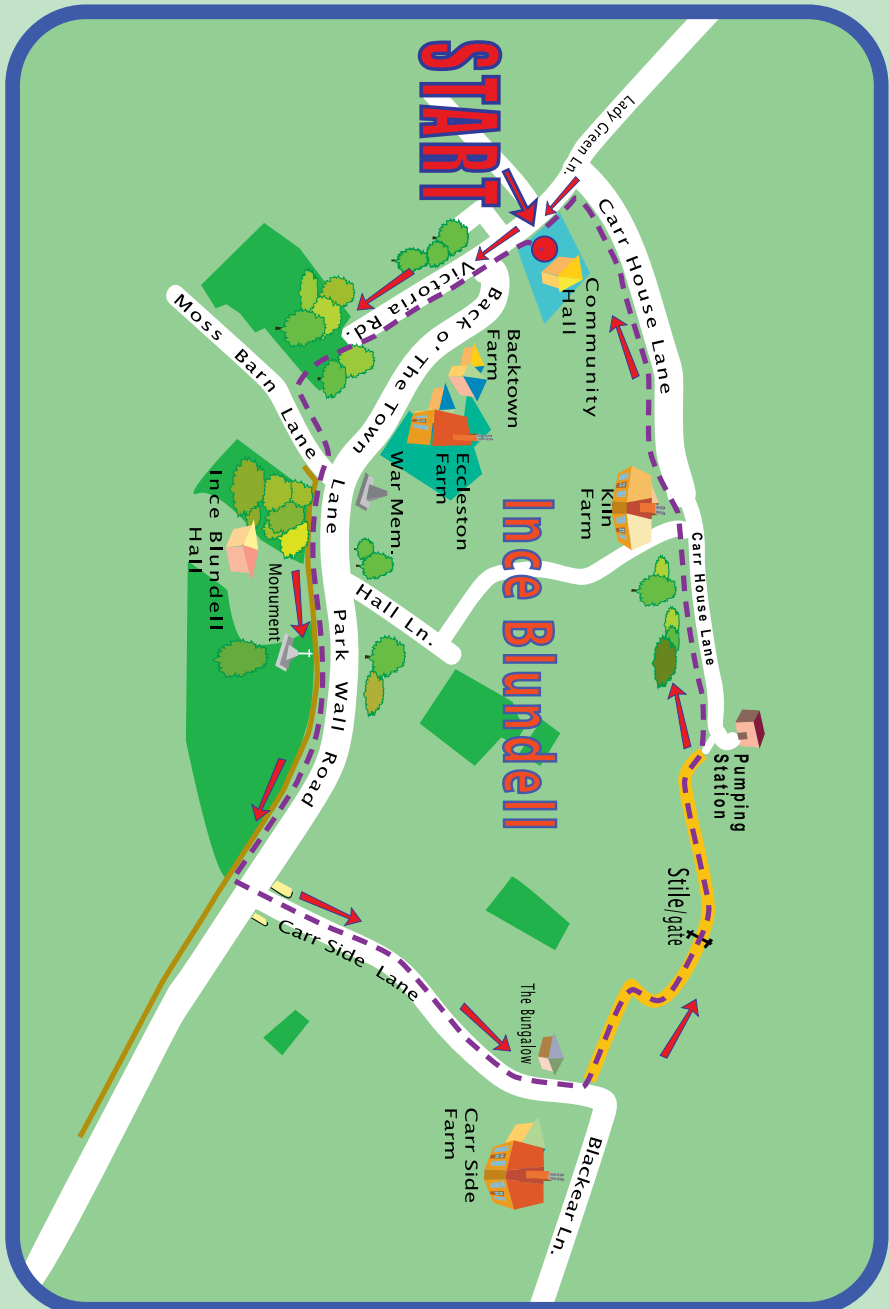 START
Lady Green Ln.
Carr House Lane
Community
Hall
Victoria Rd.
Back o' The Town
Lane
Backtown
Farm
Eccleston
Farm
War Mem.
Moss Barn Lane
Ince Blundell
Hall
Monument
Kiln
Farm
Ince Blundell
Hall Ln.
Park Wall Road
Carr House Lane
Pumping
Station
Stile/gate
Carr Side Lane
The Bungalow
Carr Side
Farm
Blackear Ln.